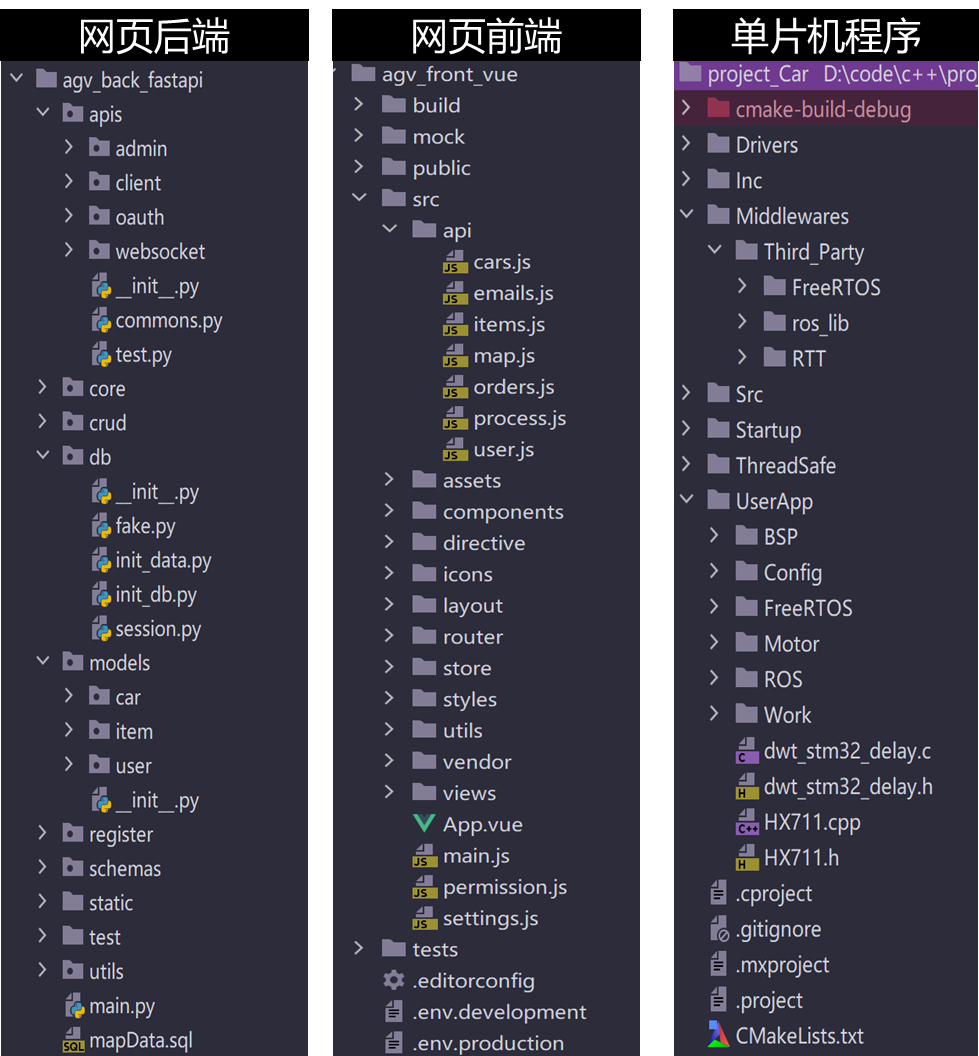 网页后端
agv_back_fastapi
apis
admin
client
oauth
websocket
__init__.py
commons.py
test.py
core
crud
db
__init__.py
fake.py
init_data.py
init_db.py
session.py
models
car
item
user
__init__.py
register
schemas
static
test
utils
main.py
mapData.sql
网页前端
agv_front_vue
build
mock
public
src
api
cars.js
emails.js
items.js
map.js
orders.js
process.js
user.js
assets
components
directive
icons
layout
router
store
styles
utils
vendor
views
App.vue
main.js
permission.js
settings.js
tests
.editorconfig
.env.development
.env.production
单片机程序
project_Car D:\code\c++\proj
cmake-build-debug
Drivers
Inc
Middlewares
Third_Party
FreeRTOS
ros_lib
RTT
Src
Startup
ThreadSafe
UserApp
BSP
Config
FreeRTOS
Motor
ROS
Work
dwt_stm32_delay.c
dwt_stm32_delay.h
HX711.cpp
HX711.h
.cproject
.gitignore
.mxproject
.project
CMakeLists.txt